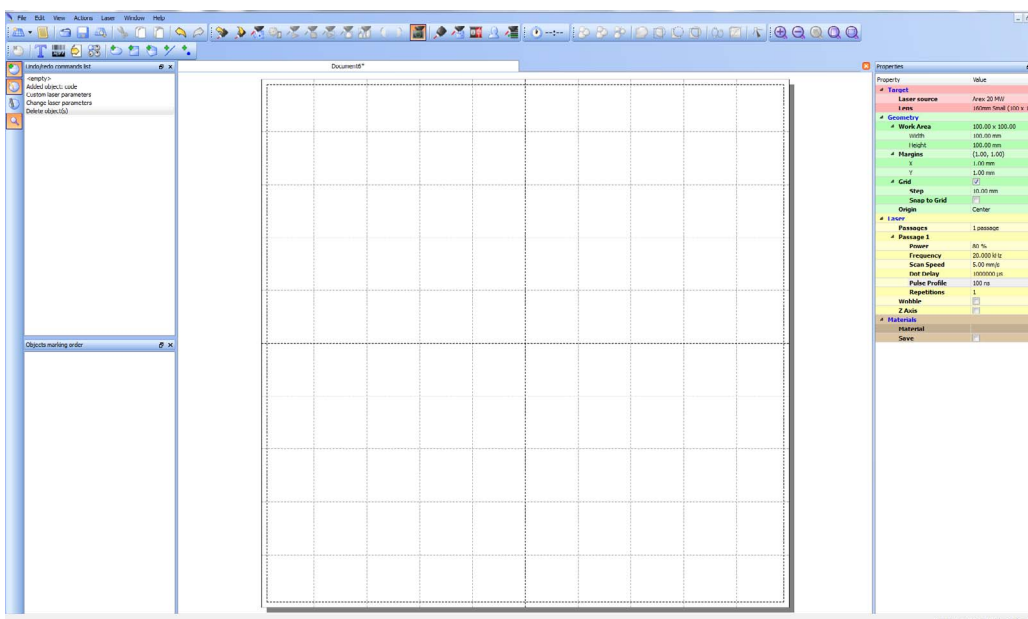 File Edit View Actions Laser Window Help
Undo/redo commands list
<empty>
Added object: code
Custom laser parameters
Change laser parameters
Delete object(s)
Objects marking order
Document6*
Properties
Property Value
Target
Laser source Arex 20 MW
Lens 160mm Small (100 x 1
Geometry
Work Area 100.00 x 100.00
Width 100.00 mm
Height 100.00 mm
Margins (1.00, 1.00)
X 1.00 mm
Y 1.00 mm
Grid
Step 10.00 mm
Snap to Grid
Origin Center
Laser
Passages 1 passage
Passage 1
Power 80 %
Frequency 20.000 kHz
Scan Speed 5.00 mm/s
Dot Delay 1000000 µs
Pulse Profile 100 ns
Repetitions 1
Wobble
Z Axis
Materials
Material
Save